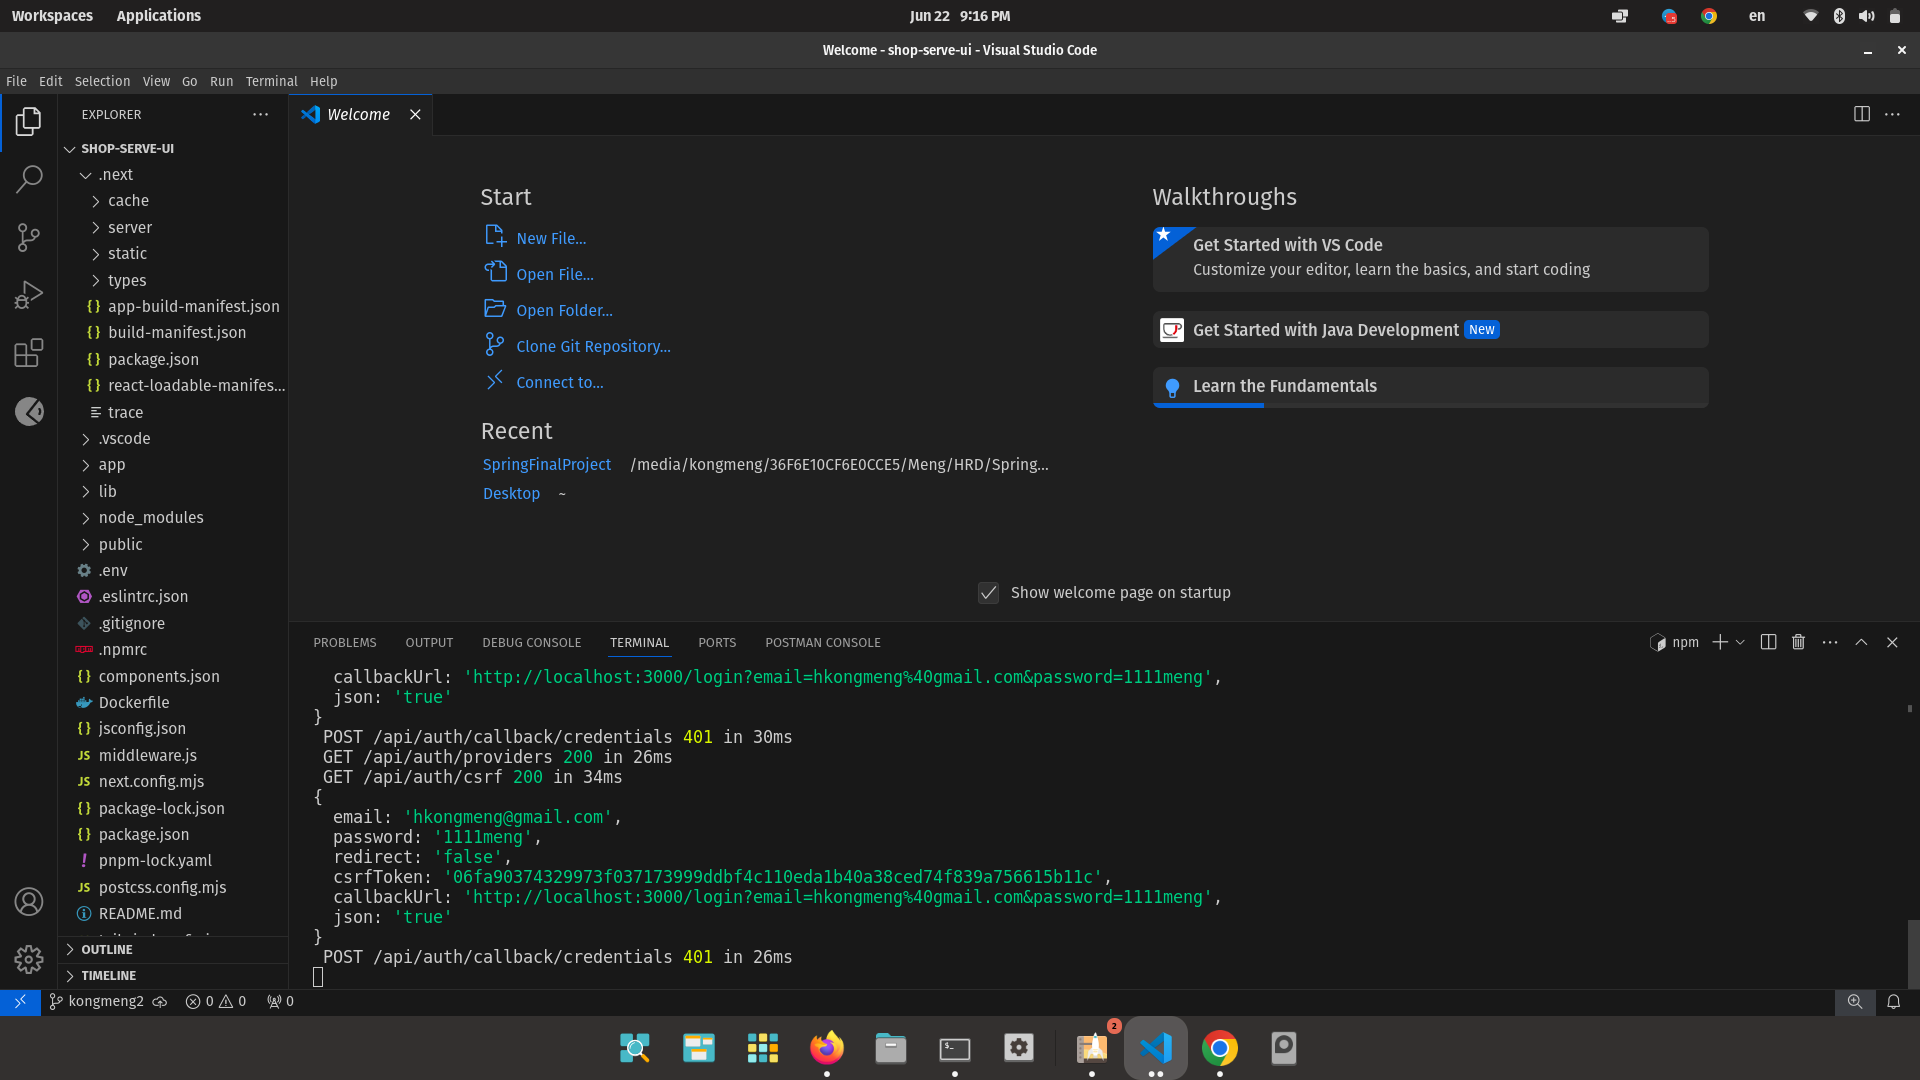 Workspaces Applications Jun 22 9:16 PM en
Welcome - shop-serve-ui - Visual Studio Code
File Edit Selection View Go Run Terminal Help
EXPLORER
SHOP-SERVE-UI
.next
cache
server
static
types
{} app-build-manifest.json
{} build-manifest.json
{} package.json
{} react-loadable-manifes...
trace
.vscode
app
lib
node_modules
public
.env
.eslintrc.json
.gitignore
.npmrc
components.json
Dockerfile
{} jsconfig.json
JS middleware.js
JS next.config.mjs
{} package-lock.json
{} package.json
! pnpm-lock.yaml
JS postcss.config.mjs
README.md
OUTLINE
TIMELINE
Welcome
Start
New File...
Open File...
Open Folder...
Clone Git Repository...
Connect to...
Recent
SpringFinalProject /media/kongmeng/36F6E10CF6E0CCE5/Meng/HRD/Spring...
Desktop ~
Walkthroughs
Get Started with VS Code
Customize your editor, learn the basics, and start coding
Get Started with Java Development New
Learn the Fundamentals
Show welcome page on startup
PROBLEMS OUTPUT DEBUG CONSOLE TERMINAL PORTS POSTMAN CONSOLE
npm
callbackUrl: 'http://localhost:3000/login?email=hkongmeng%40gmail.com&password=1111meng',
json: 'true'
}
POST /api/auth/callback/credentials 401 in 30ms
GET /api/auth/providers 200 in 26ms
GET /api/auth/csrf 200 in 34ms
{
email: 'hkongmeng@gmail.com',
password: '1111meng',
redirect: 'false',
csrfToken: '06fa90374329973f037173999ddbf4c110eda1b40a38ced74f839a756615b11c',
callbackUrl: 'http://localhost:3000/login?email=hkongmeng%40gmail.com&password=1111meng',
json: 'true'
}
POST /api/auth/callback/credentials 401 in 26ms
kongmeng2 0 0 0
2